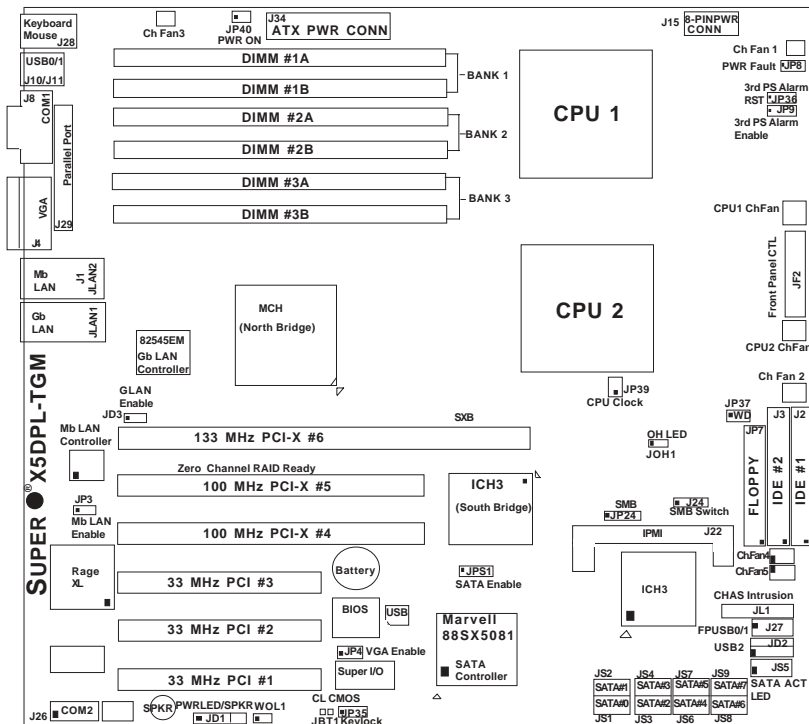 Keyboard
Mouse
J28
Ch Fan3
JP40
PWR ON
J34
ATX PWR CONN
J15
8-PINPWR
CONN
USB0/1
J10/J11
DIMM #1A
DIMM #1B
BANK 1
DIMM #2A
DIMM #2B
BANK 2
DIMM #3A
DIMM #3B
BANK 3
CPU 1
Ch Fan 1
PWR Fault
JP8
3rd PS Alarm
RST
JP36
JP9
3rd PS Alarm
Enable
J8
COM1
Parallel Port
J29
VGA
J4
CPU1 ChFan
Front Panel CTL
JF2
CPU2 ChFan
Mb
LAN
J1
JLAN2
Gb
LAN
JLAN1
MCH
(North Bridge)
CPU 2
82545EM
Gb LAN
Controller
JP39
CPU Clock
Ch Fan 2
GLAN
Enable
JD3
Mb LAN
Controller
SUPER ® X5DPL-TGM
SXB
133 MHz PCI-X #6
Zero Channel RAID Ready
100 MHz PCI-X #5
100 MHz PCI-X #4
JP3
Mb LAN
Enable
OH LED
JOH1
JP37
WD
JP7
FLOPPY
J3
IDE #2
J2
IDE #1
ICH3
(South Bridge)
SMB
JP24
J24
SMB Switch
IPMI
J22
Rage
XL
33 MHz PCI #3
Battery
JPS1
SATA Enable
ICH3
Ch.Fan4
Ch.Fan5
CHAS Intrusion
JL1
BIOS
USB
Marvell
88SX5081
SATA
Controller
FPUSB0/1
J27
USB2
JD2
JS5
SATA ACT
LED
33 MHz PCI #2
JP4
VGA Enable
Super I/O
33 MHz PCI #1
JS2
JS4
JS7
JS9
SATA#1
SATA#3
SATA#5
SATA#7
SATA#0
SATA#2
SATA#4
SATA#6
JS1
JS3
JS6
JS8
J26
COM2
SPKR
PWRLED/SPKR
JD1
WOL1
CL CMOS
JP35
JBT1
Keylock